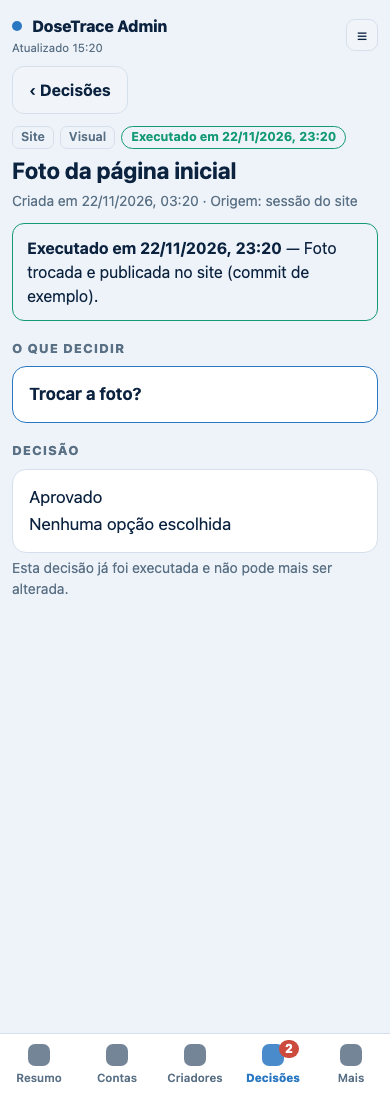 DoseTrace Admin
Atualizado 15:20
≡
‹ Decisões
Site
Visual
Executado em 22/11/2026, 23:20
Foto da página inicial
Criada em 22/11/2026, 03:20 · Origem: sessão do site
Executado em 22/11/2026, 23:20 — Foto
trocada e publicada no site (commit de
exemplo).
O QUE DECIDIR
Trocar a foto?
DECISÃO
Aprovado
Nenhuma opção escolhida
Esta decisão já foi executada e não pode mais ser
alterada.
2
Resumo
Contas
Criadores
Decisões
Mais